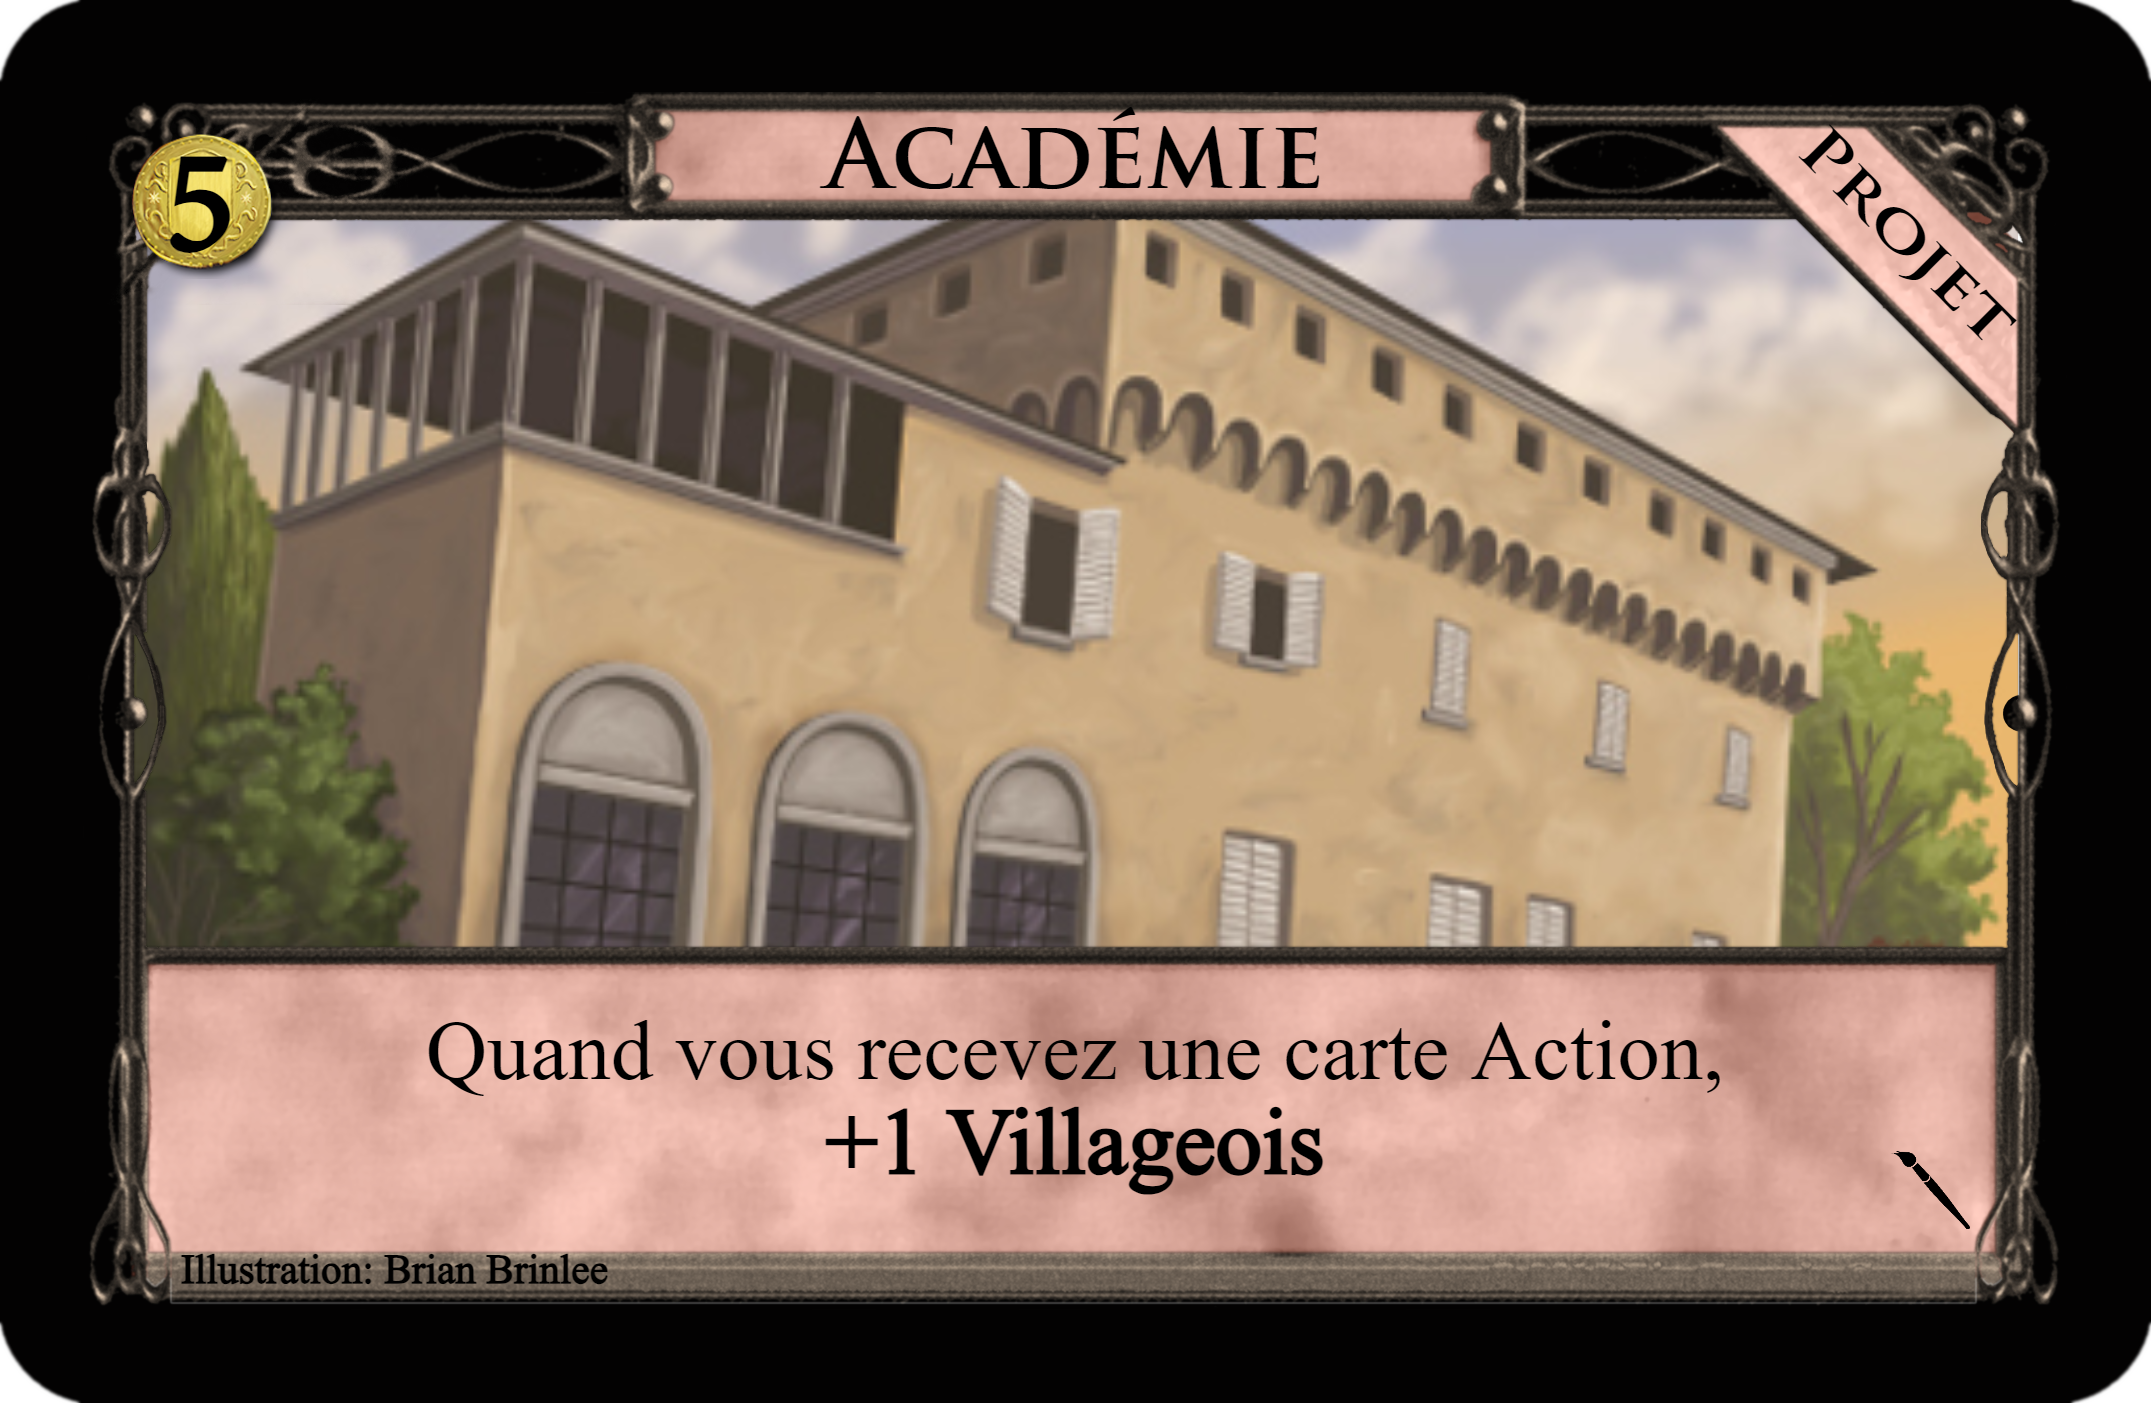 5
ACADÉMIE
PROJET
Quand vous recevez une carte Action,
+1 Villageois
Illustration: Brian Brinlee